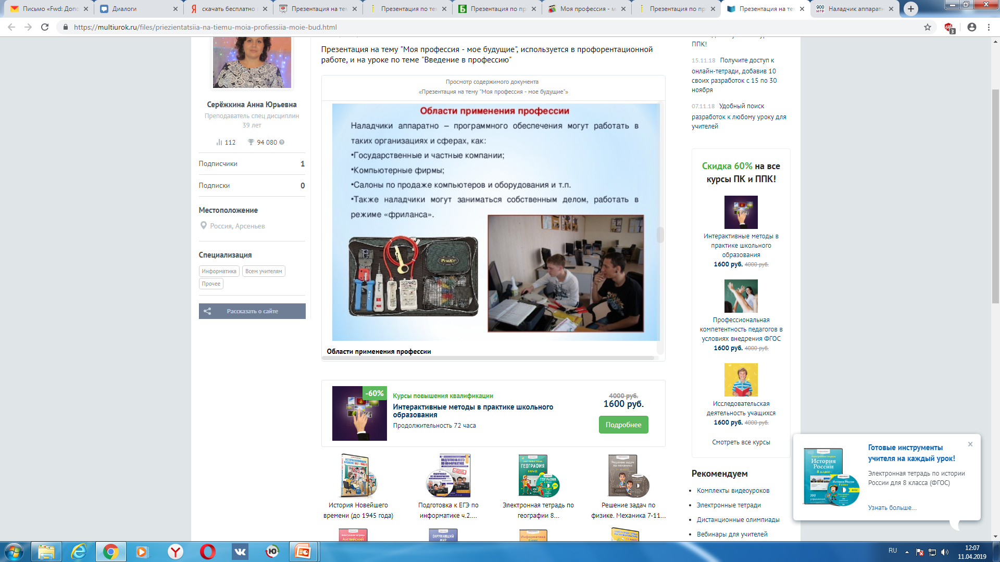 Письмо «Fwd: Допо
Диалоги
скачать бесплатно
Презентация на тем
Презентация по тем
Презентация по пр
Моя профессия - м
Презентация по пр
Презентация на тем
Наладчик аппаратн
https://multiurok.ru/files/priezientatsiia-na-tiemu-moia-profiessiia-moie-bud.html
Презентация на тему "Моя профессия - мое будущие", используется в профорентационной
работе, и на уроке по теме "Введение в профессию"
Серёжкина Анна Юрьевна
Преподаватель спец дисциплин
39 лет
112 94 080
Подписчики 1
Подписки 0
Местоположение
Россия, Арсеньев
Специализация
Информатика Всем учителям
Прочее
Рассказать о сайте
Просмотр содержимого документа
«Презентация на тему "Моя профессия - мое будущие"»
Области применения профессии
Наладчики аппаратно – программного обеспечения могут работать в
таких организациях и сферах, как:
•Государственные и частные компании;
•Компьютерные фирмы;
•Салоны по продаже компьютеров и оборудования и т.п.
•Также наладчики могут заниматься собственным делом, работать в
режиме «фриланса».
Области применения профессии
-60%
Курсы повышения квалификации
Интерактивные методы в практике школьного
образования
Продолжительность 72 часа
4000 руб.
1600 руб.
Подробнее
История Новейшего
времени (до 1945 года)
Подготовка к ЕГЭ по
информатике ч.2....
Электронная тетрадь по
географии 8...
Решение задач по
физике. Механика 7-11...
ППК!
15.11.18 Получите доступ к
онлайн-тетради, добавив 10
своих разработок с 15 по 30
ноября
07.11.18 Удобный поиск
разработок к любому уроку для
учителей
Скидка 60% на все
курсы ПК и ППК!
Интерактивные методы в
практике школьного
образования
1600 руб. 4000 руб.
Профессиональная
компетентность педагогов в
условиях внедрения ФГОС
1600 руб. 4000 руб.
Исследовательская
деятельность учащихся
1600 руб. 4000 руб.
Смотреть все курсы
Рекомендуем
• Комплекты видеоуроков
• Электронные тетради
• Дистанционные олимпиады
• Вебинары для учителей
Готовые инструменты
учителя на каждый урок!
Электронная тетрадь по истории
России для 8 класса (ФГОС)
Узнать больше...
История
России
8 класс
RU
12:07
11.04.2019